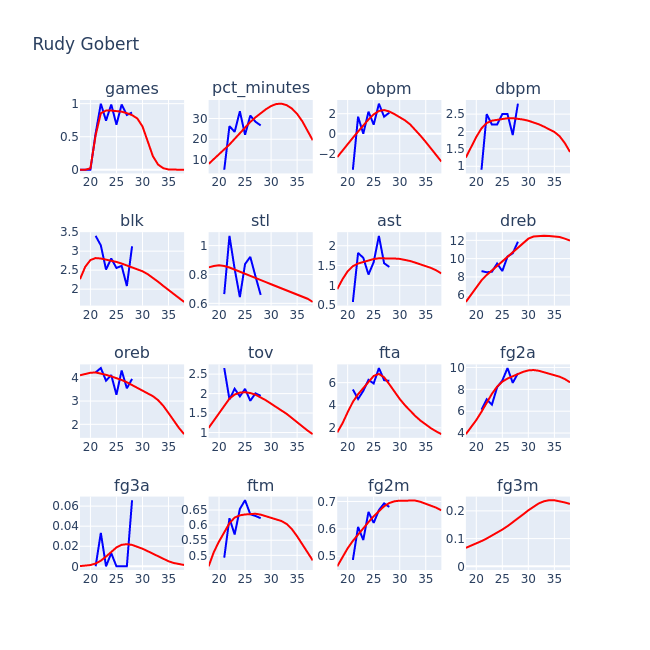 Rudy Gobert
games pct_minutes obpm dbpm
1 0.5 0 20 25 30 35
30 20 10 20 25 30 35
2 0 −2 20 25 30 35
2.5 2 1.5 1 20 25 30 35
blk stl ast dreb
3.5 3 2.5 2 20 25 30 35
1 0.8 0.6 20 25 30 35
2 1.5 1 0.5 20 25 30 35
12 10 8 6 20 25 30 35
oreb tov fta fg2a
4 3 2 20 25 30 35
2.5 2 1.5 1 20 25 30 35
6 4 2 20 25 30 35
10 8 6 4 20 25 30 35
fg3a ftm fg2m fg3m
0.06 0.04 0.02 0 20 25 30 35
0.65 0.6 0.55 0.5 20 25 30 35
0.7 0.6 0.5 20 25 30 35
0.2 0.1 0 20 25 30 35